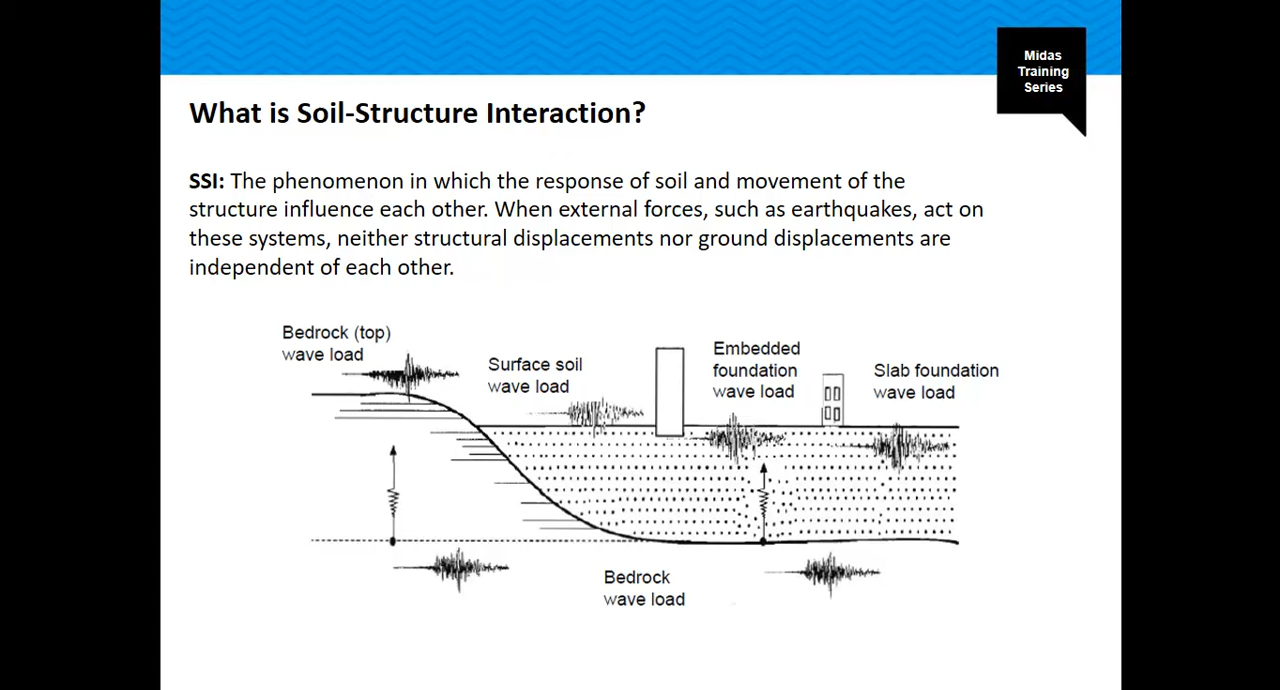 Midas
Training
Series
What is Soil-Structure Interaction?
SSI: The phenomenon in which the response of soil and movement of the
structure influence each other. When external forces, such as earthquakes, act on
these systems, neither structural displacements nor ground displacements are
independent of each other.
Bedrock (top)
wave load
Surface soil
wave load
Embedded
foundation
wave load
Slab foundation
wave load
Bedrock
wave load